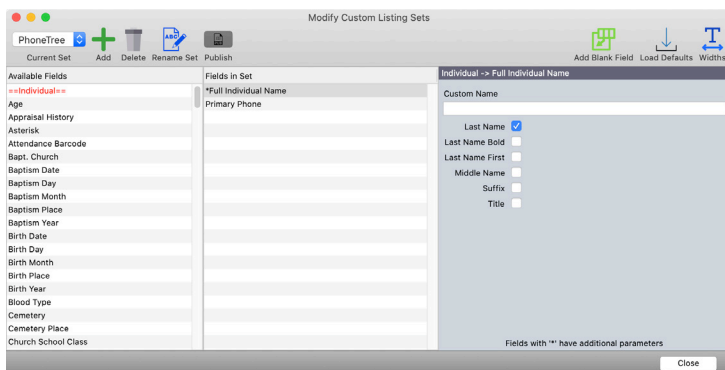 Modify Custom Listing Sets
PhoneTree
ABC
T
Current Set Add Delete Rename Set Publish Add Blank Field Load Defaults Widths
Available Fields Fields in Set Individual -> Full Individual Name
==Individual== *Full Individual Name Custom Name
Age Primary Phone
Appraisal History
Asterisk Last Name
Attendance Barcode Last Name Bold
Bapt. Church Last Name First
Baptism Date Middle Name
Baptism Day Suffix
Baptism Month Title
Baptism Place
Baptism Year
Birth Date
Birth Day
Birth Month
Birth Place
Birth Year
Blood Type
Cemetery
Cemetery Place
Church School Class Fields with '*' have additional parameters
Close